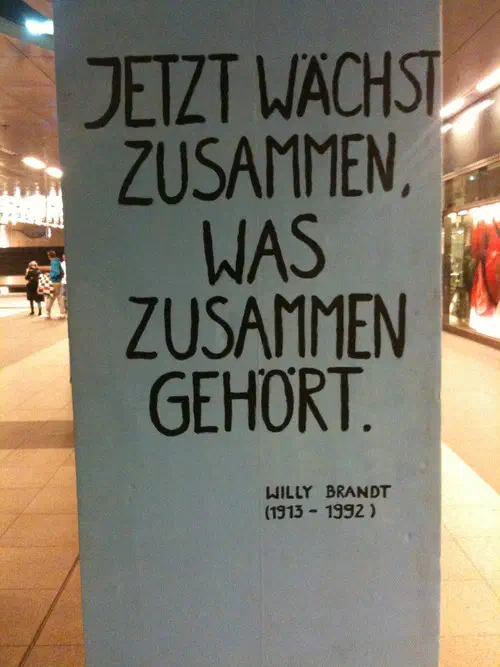 JETZT WÄCHST
ZUSAMMEN,
WAS
ZUSAMMEN
GEHÖRT.
WILLY BRANDT
(1913 - 1992)